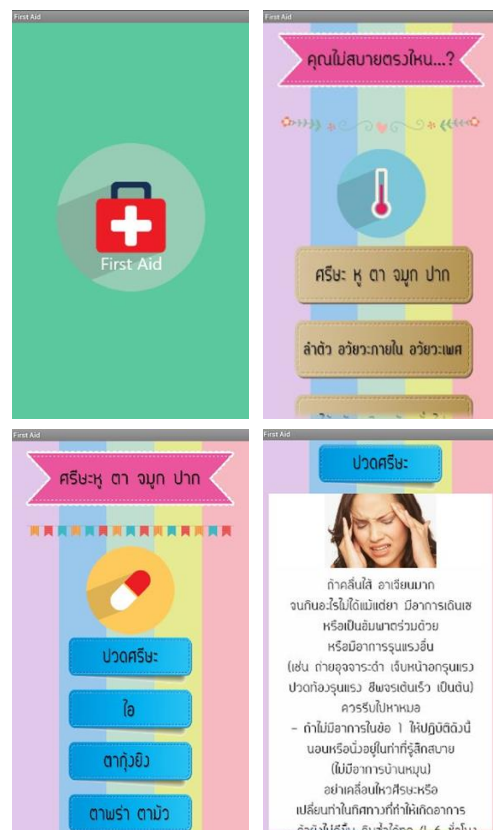 First Aid
First Aid
First Aid
คุณไม่สบายตรงไหน...?
ศรีษะ หู ตา จมูก ปาก
ลำตัว อวัยวะภายใน อวัยวะเพศ
First Aid
ศรีษะหู ตา จมูก ปาก
ปวดศรีษะ
ไอ
ตากุ้งยิง
ตาพร่า ตามัว
First Aid
ปวดศรีษะ
ถ้าคลื่นไส้ อาเจียนมาก
จนกินอะไรไม่ได้แม้แต่ยา มีอาการเดินเซ
หรือเป็นอัมพาตร่วมด้วย
หรือมีอาการรุนแรงอื่น
(เช่น ถ่ายอุจจาระดำ เจ็บหน้าอกรุนแรง
ปวดท้องรุนแรง ชีพจรเต้นเร็ว เป็นต้น)
ควรรีบไปหาหมอ
- ถ้าไม่มีอาการในข้อ 1 ให้ปฏิบัติดังนี้
นอนหรือนั่งอยู่ในท่าที่รู้สึกสบาย
(ไม่มีอาการบ้านหมุน)
อย่าเคลื่อนไหวศีรษะหรือ
เปลี่ยนท่าในทิศทางที่ทำให้เกิดอาการ